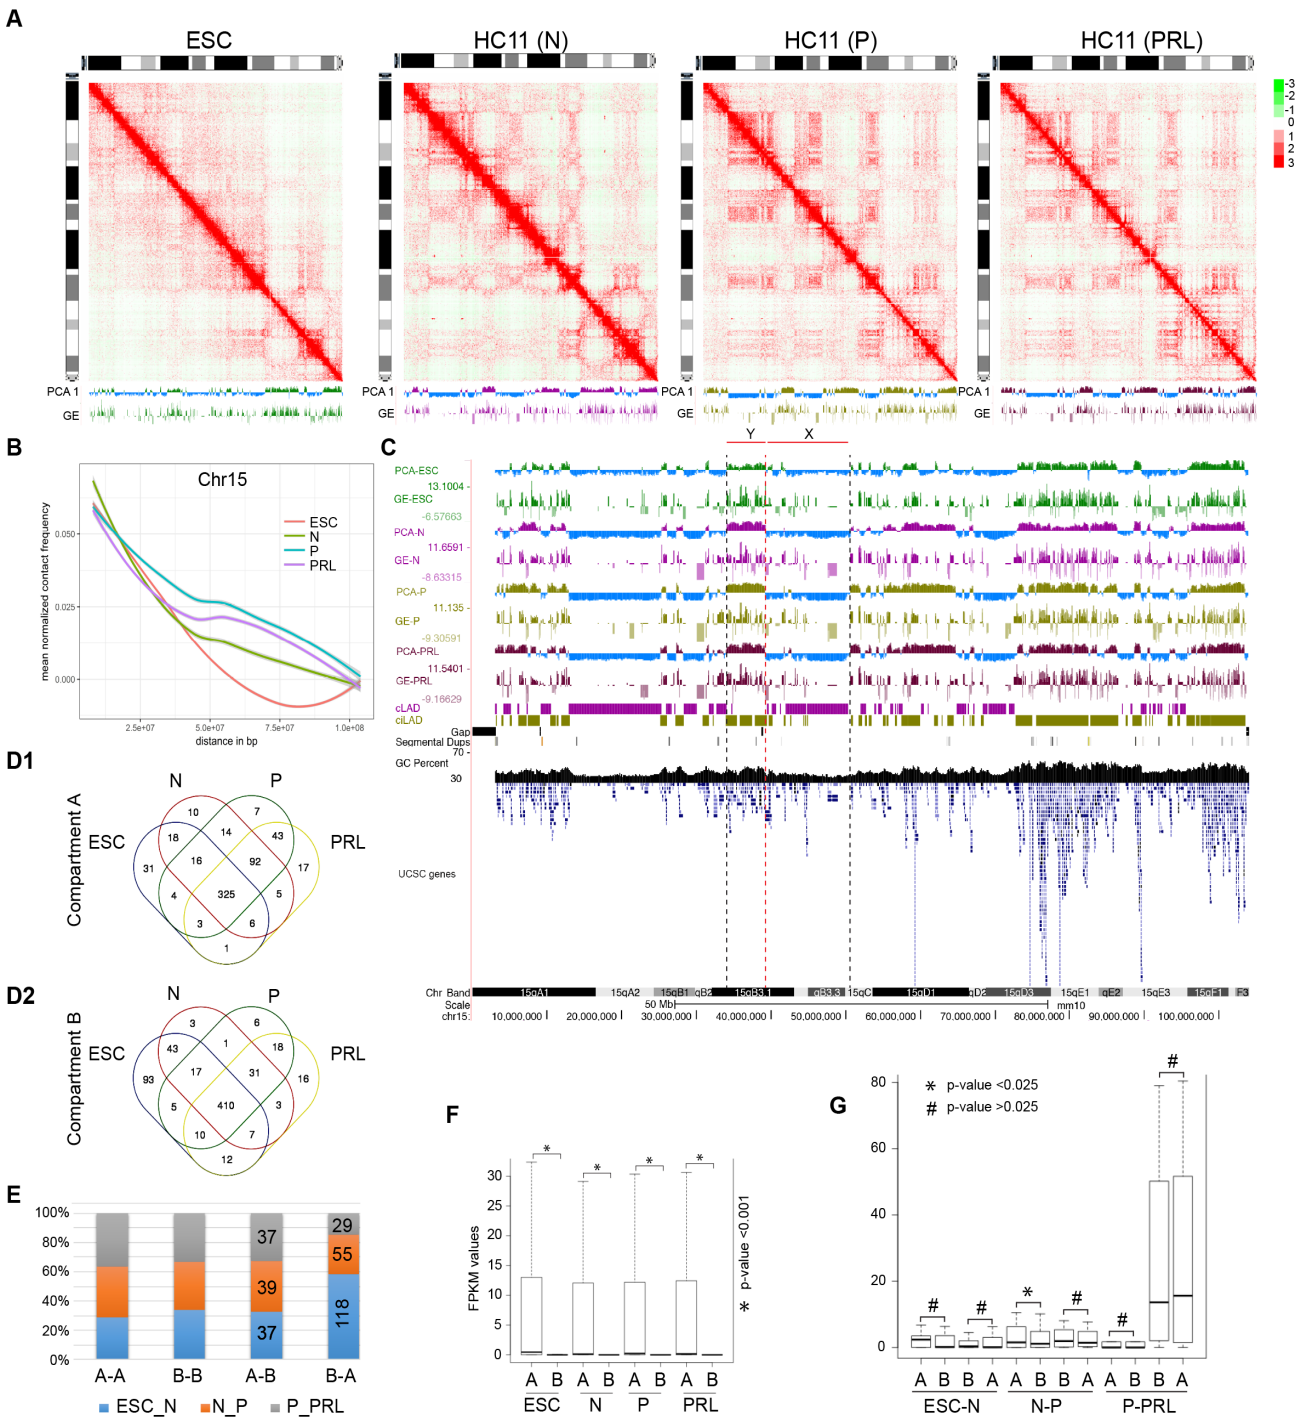 A
ESC
HC11 (N)
HC11 (P)
HC11 (PRL)
-3
-2
-1
0
1
2
3
PCA 1
GE
PCA 1
GE
PCA 1
GE
PCA 1
GE
B
Chr15
mean normalized contact frequency
0.050
0.025
0.000
ESC
N
P
PRL
2.5e+07
5.0e+07
7.5e+07
1.0e+08
distance in bp
C
Y
X
PCA-ESC
13.1004 -
GE-ESC
-6.57663
PCA-N
11.6591
GE-N
-8.63315
PCA-P
11.135
GE-P
-9.30591
PCA-PRL
11.5401
GE-PRL
-9.16629
cLAD
ciLAD
Gap
Segmental Dups
70 -
GC Percent
30
UCSC genes
Chr Band
15qA1
15qA2
15qB1
qB2
15qB3.1
qB3.3
15qC
15qD1
qD2
15qD3
15qE1
qE2
15qE3
15qF1
F3
Scale
50 Mb
mm10
chr15:
10,000,000
20,000,000
30,000,000
40,000,000
50,000,000
60,000,000
70,000,000
80,000,000
90,000,000
100,000,000
D1
Compartment A
N
P
ESC
PRL
10
7
18
14
43
31
16
92
17
4
325
5
3
6
1
D2
Compartment B
N
P
ESC
PRL
3
6
43
1
18
93
17
31
16
5
410
3
10
7
12
E
100%
80%
60%
40%
20%
0%
37
39
37
29
55
118
A-A
B-B
A-B
B-A
ESC_N
N_P
P_PRL
F
FPKM values
30
25
20
15
10
5
0
*
*
*
*
* p-value <0.001
A B A B A B A B
ESC N P PRL
G
* p-value <0.025
# p-value >0.025
80
60
40
20
0
#
#
*
#
#
#
A B B A A B B A A B B A
ESC-N N-P P-PRL